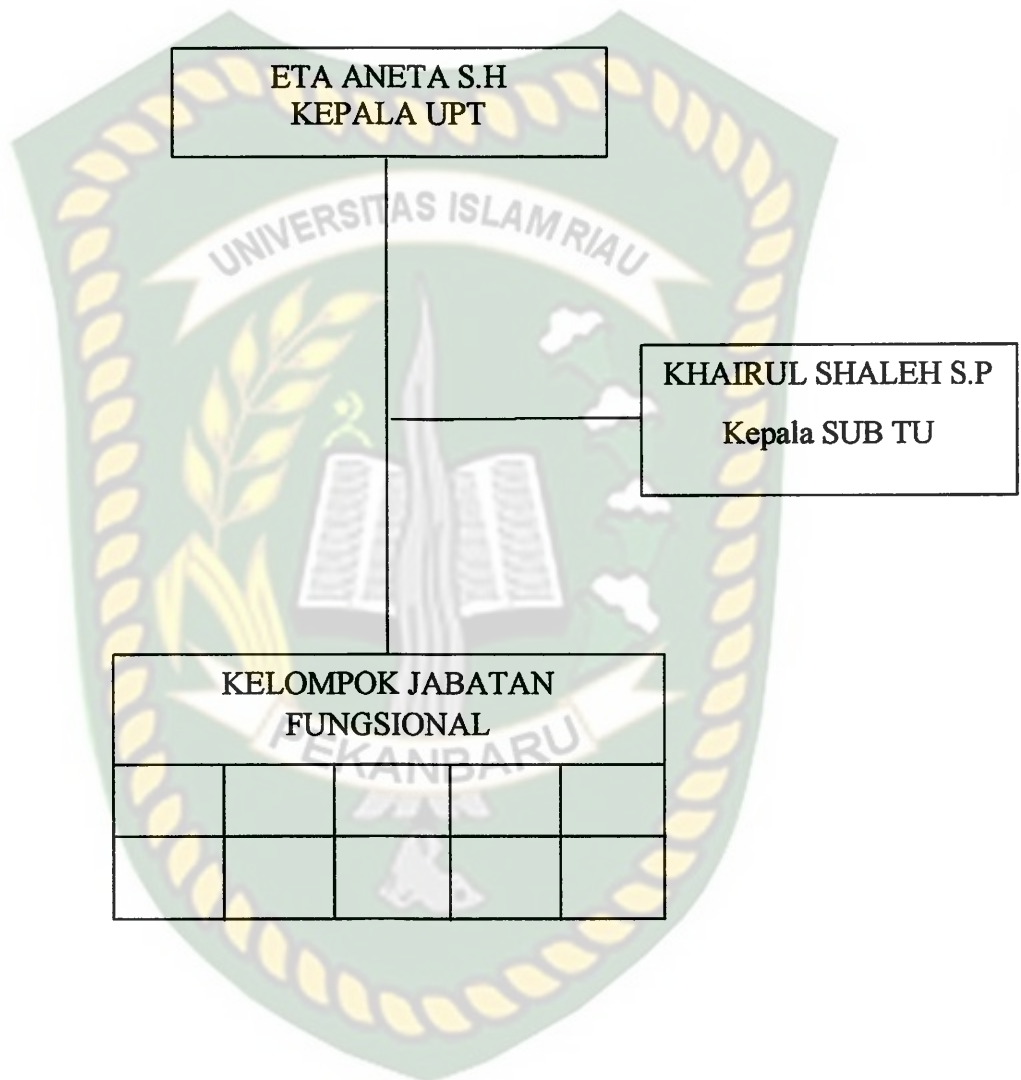 ETA ANETA S.H
KEPALA UPT
UNIVERSITAS ISLAM RIAU
KHAIRUL SHALEH S.P
Kepala SUB TU
KELOMPOK JABATAN
FUNGSIONAL
PEKANBARU